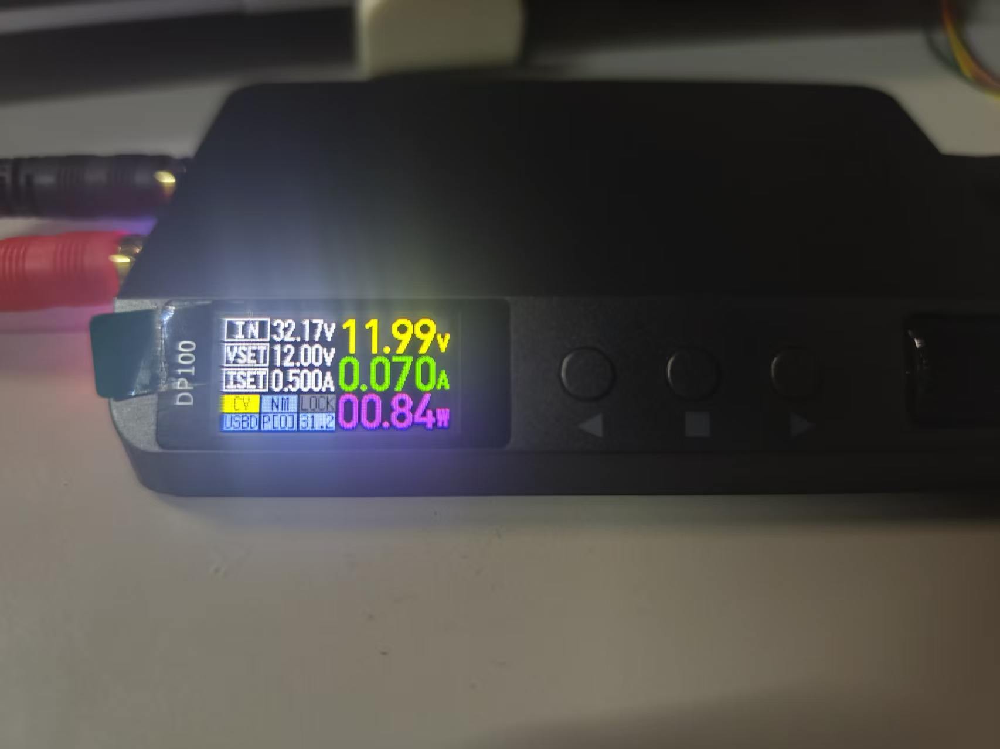 DP100
IN 32.17V
VSET 12.00V
ISET 0.500A
CV NM LOCK
USBD P[0] 31.2
11.99V
0.070A
00.84W